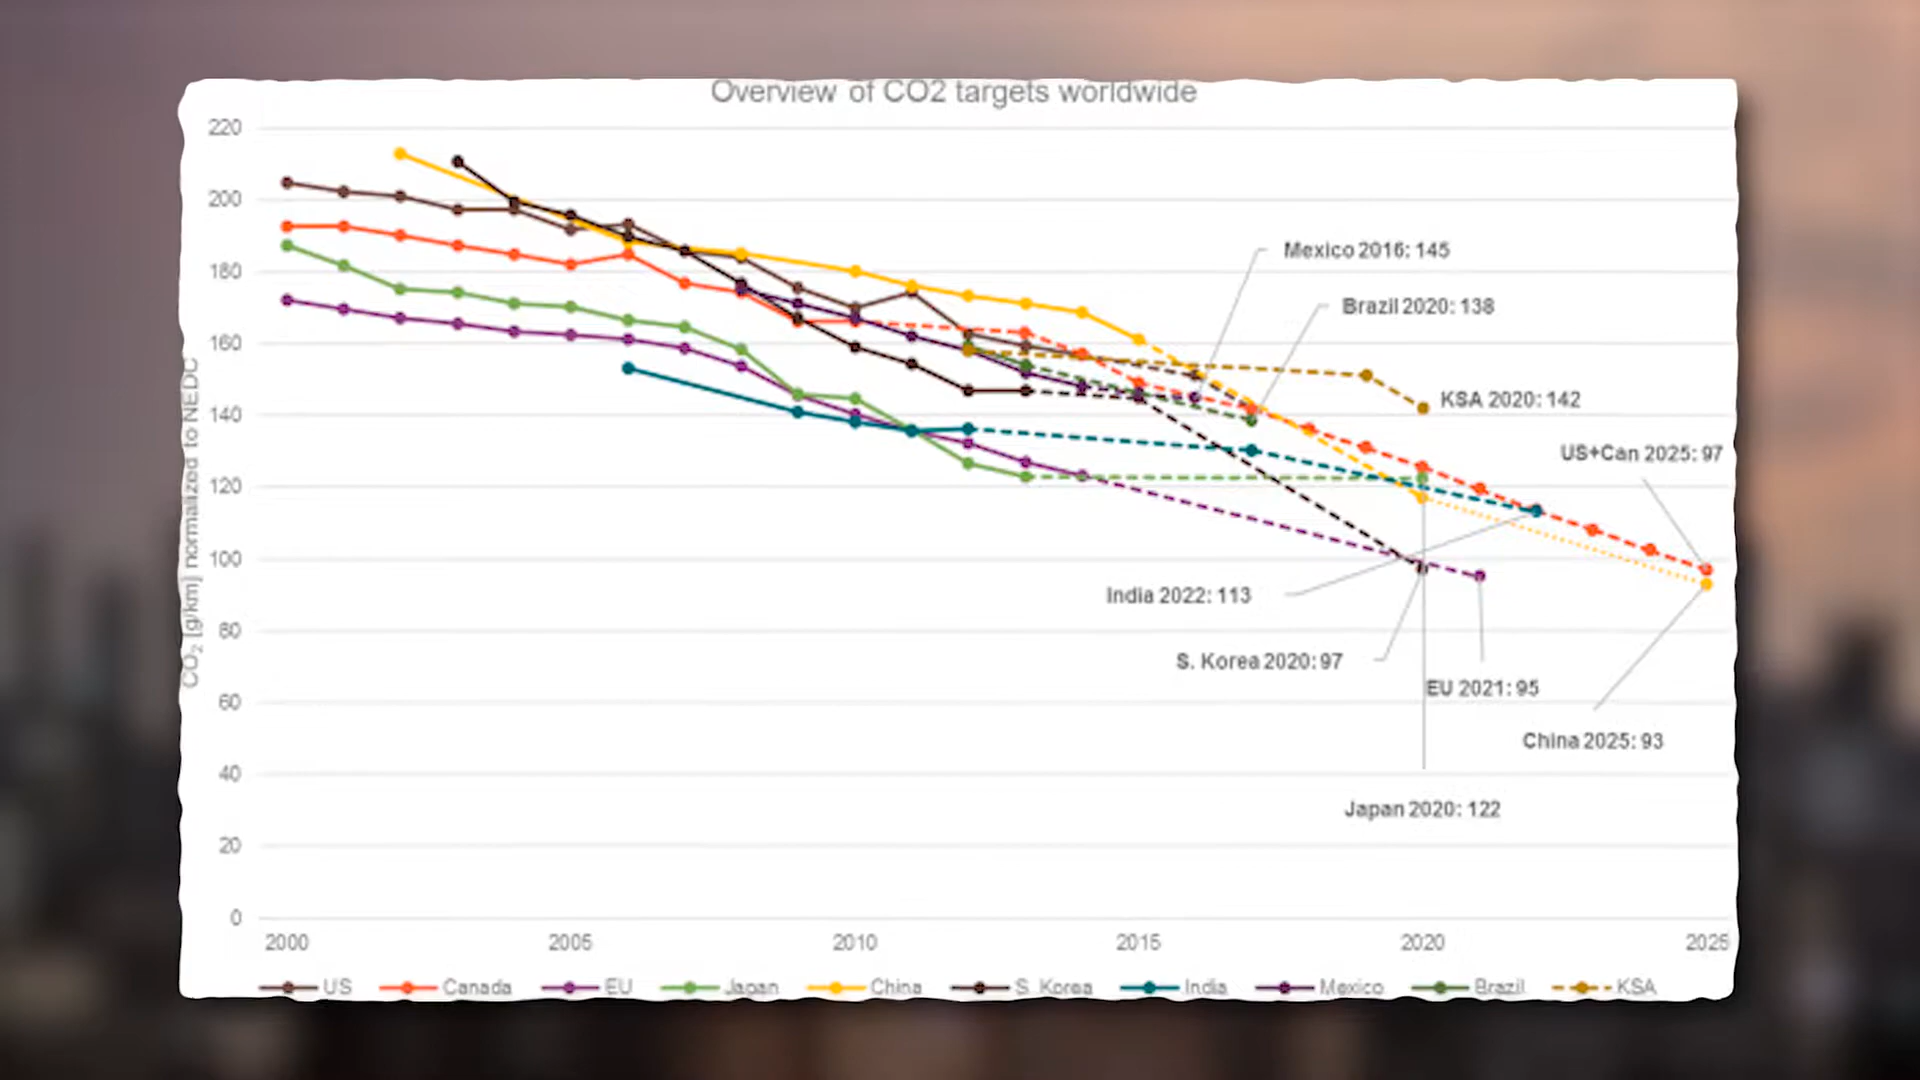 Overview of CO2 targets worldwide
220
200
180
160
140
120
100
80
60
40
20
0
CO₂ [g/km] normalized to NEDC
Mexico 2016: 145
Brazil 2020: 138
KSA 2020: 142
US+Can 2025: 97
India 2022: 113
S. Korea 2020: 97
EU 2021: 95
China 2025: 93
Japan 2020: 122
2000 2005 2010 2015 2020 2025
US Canada EU Japan China S. Korea India Mexico Brazil KSA